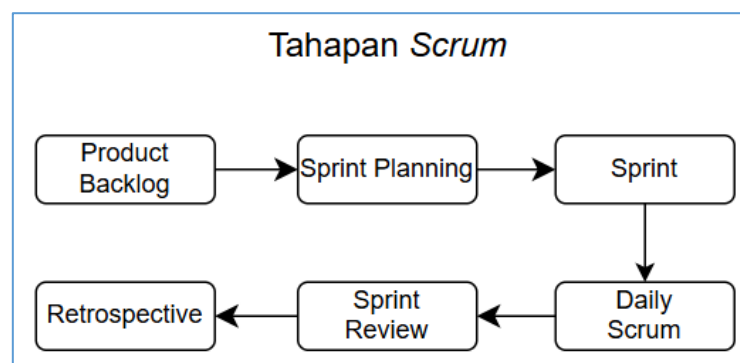 Tahapan Scrum
Product
Backlog
Sprint Planning
Sprint
Daily
Scrum
Sprint
Review
Retrospective